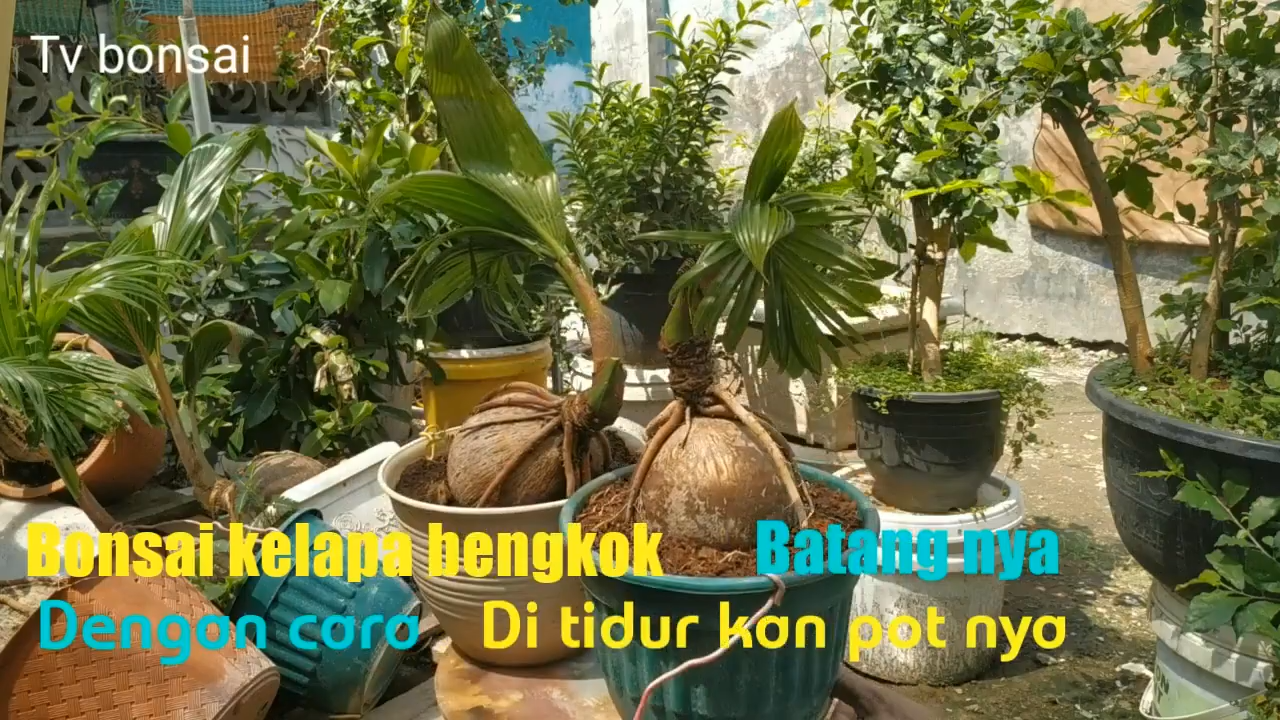 Tv bonsai
Bonsai kelapa bengkok Batang nya
Dengan cara Di tidur kan pot nya